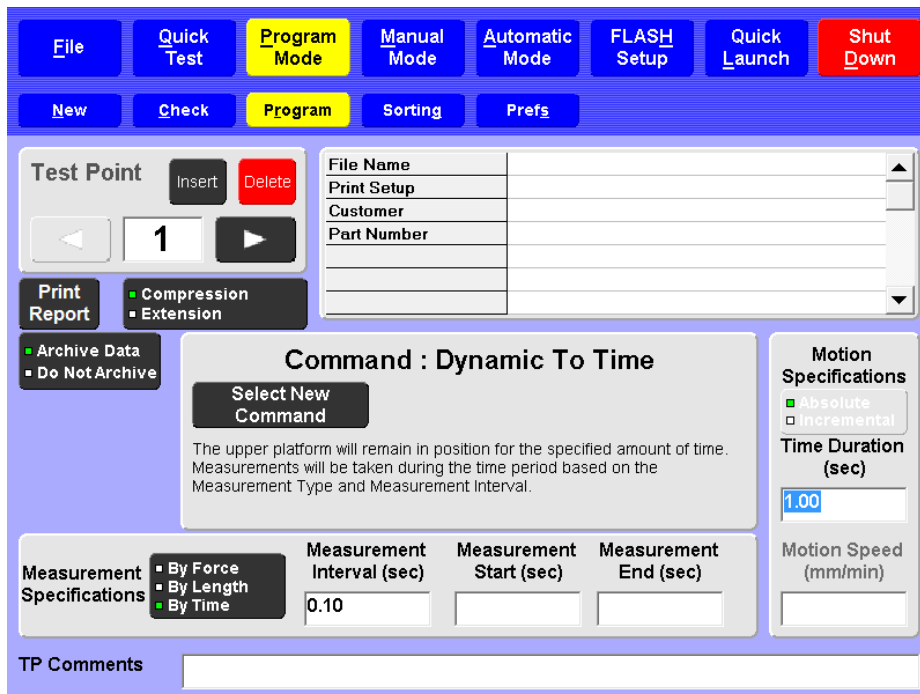 File
Quick
Test
Program
Mode
Manual
Mode
Automatic
Mode
FLASH
Setup
Quick
Launch
Shut
Down
New
Check
Program
Sorting
Prefs
Test Point
Insert
Delete
1
File Name
Print Setup
Customer
Part Number
Print
Report
Compression
Extension
Archive Data
Do Not Archive
Command : Dynamic To Time
Select New
Command
The upper platform will remain in position for the specified amount of time.
Measurements will be taken during the time period based on the
Measurement Type and Measurement Interval.
Motion
Specifications
Absolute
Incremental
Time Duration
(sec)
1.00
Motion Speed
(mm/min)
Measurement
Specifications
By Force
By Length
By Time
Measurement
Interval (sec)
0.10
Measurement
Start (sec)
Measurement
End (sec)
TP Comments